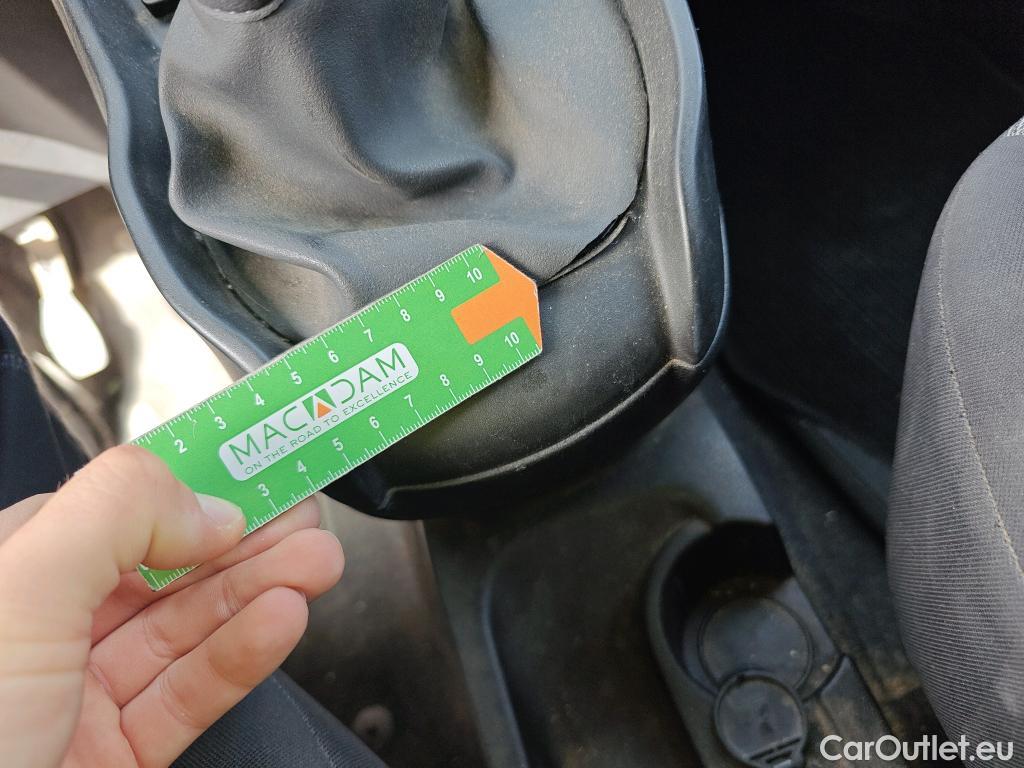 2 3 4 5 6 7 8 9 10
MACADAM
ON THE ROAD TO EXCELLENCE
3 4 5 6 7 8 9 10
CarOutlet.eu